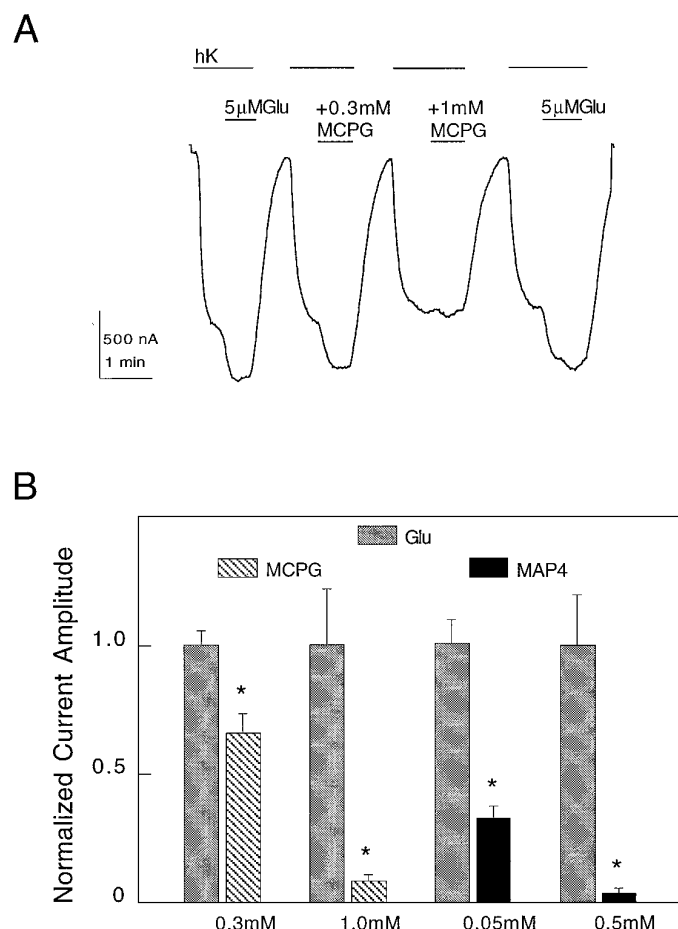 A
hK
5μMGlu
+0.3mM
MCPG
+1mM
MCPG
5μMGlu
500 nA
1 min
B
Normalized Current Amplitude
Glu
MCPG
MAP4
1.0
0.5
0
*
*
*
*
0.3mM
1.0mM
0.05mM
0.5mM